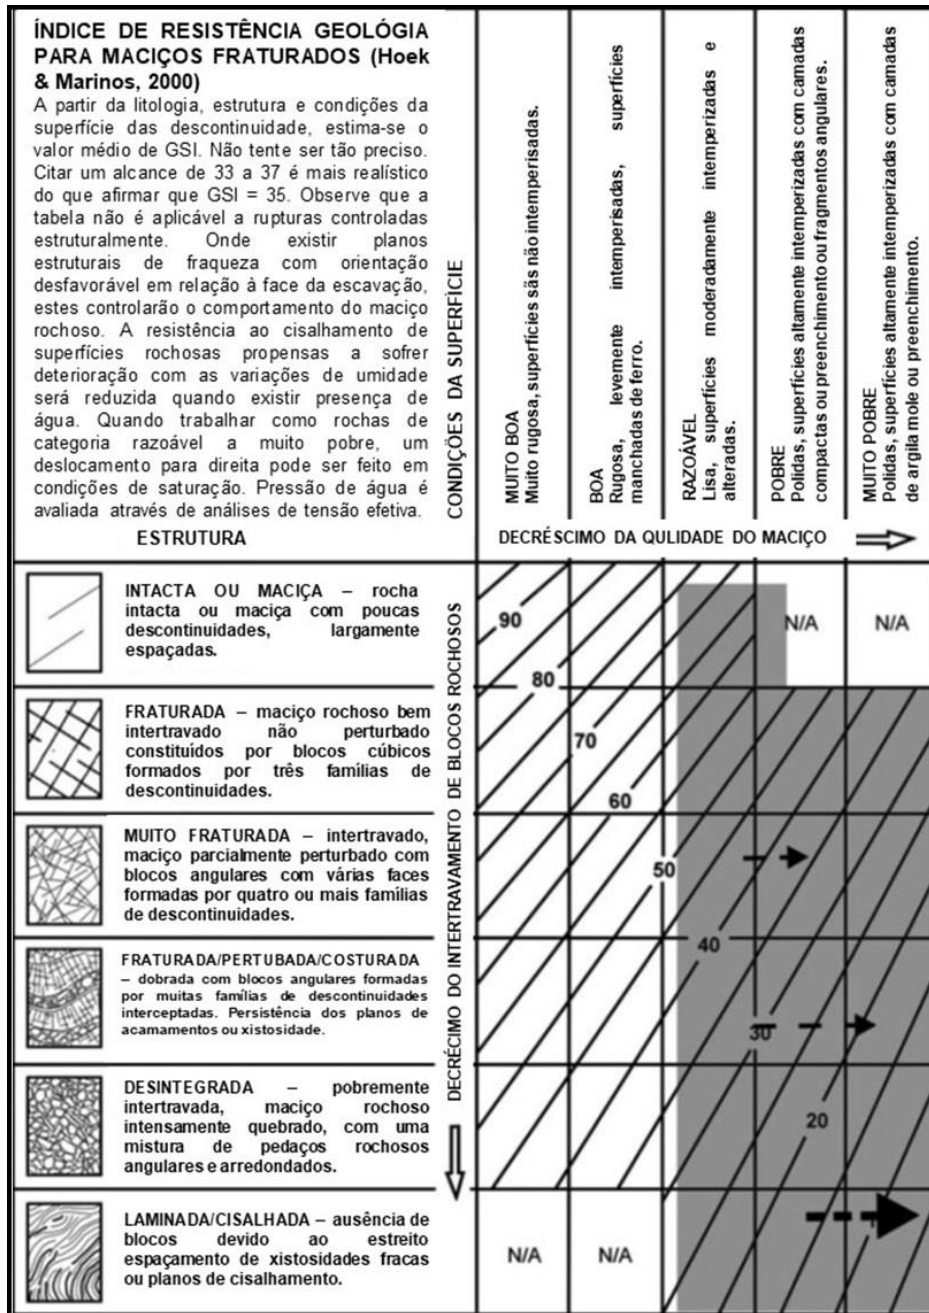 ÍNDICE DE RESISTÊNCIA GEOLÓGIA
PARA MACIÇOS FRATURADOS (Hoek
& Marinos, 2000)
A partir da litologia, estrutura e condições da
superfície das descontinuidade, estima-se o
valor médio de GSI. Não tente ser tão preciso.
Citar um alcance de 33 a 37 é mais realístico
do que afirmar que GSI = 35. Observe que a
tabela não é aplicável a rupturas controladas
estruturalmente. Onde existir planos
estruturais de fraqueza com orientação
desfavorável em relação à face da escavação,
estes controlarão o comportamento do maciço
rochoso. A resistência ao cisalhamento de
superfícies rochosas propensas a sofrer
deterioração com as variações de umidade
será reduzida quando existir presença de
água. Quando trabalhar como rochas de
categoria razoável a muito pobre, um
deslocamento para direita pode ser feito em
condições de saturação. Pressão de água é
avaliada através de análises de tensão efetiva.
ESTRUTURA
CONDIÇÕES DA SUPERFÍCIE
MUITO BOA
Muito rugosa, superfícies sãs não intemperisadas.
BOA
Rugosa, levemente intemperisadas, superfícies
manchadas de ferro.
RAZOÁVEL
Lisa, superfícies moderadamente intemperizadas e
alteradas.
POBRE
Polidas, superfícies altamente intemperizadas com camadas
compactas ou preenchimento ou fragmentos angulares.
MUITO POBRE
Polidas, superfícies altamente intemperizadas com camadas
de argila mole ou preenchimento.
DECRÉSCIMO DA QULIDADE DO MACIÇO
DECRÉCIMO DO INTERTRAVAMENTO DE BLOCOS ROCHOSOS
INTACTA OU MACIÇA – rocha
intacta ou maciça com poucas
descontinuidades, largamente
espaçadas.
90
N/A
N/A
80
FRATURADA – maciço rochoso bem
intertravado não perturbado
constituídos por blocos cúbicos
formados por três famílias de
descontinuidades.
70
60
MUITO FRATURADA – intertravado,
maciço parcialmente perturbado com
blocos angulares com várias faces
formadas por quatro ou mais famílias
de descontinuidades.
50
40
FRATURADA/PERTUBADA/COSTURADA
– dobrada com blocos angulares formadas
por muitas famílias de descontinuidades
interceptadas. Persistência dos planos de
acamamentos ou xistosidade.
30
DESINTEGRADA – pobremente
intertravada, maciço rochoso
intensamente quebrado, com uma
mistura de pedaços rochosos
angulares e arredondados.
20
LAMINADA/CISALHADA – ausência de
blocos devido ao estreito
espaçamento de xistosidades fracas
ou planos de cisalhamento.
N/A
N/A